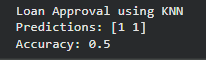 Loan Approval using KNN
Predictions: [1 1]
Accuracy: 0.5